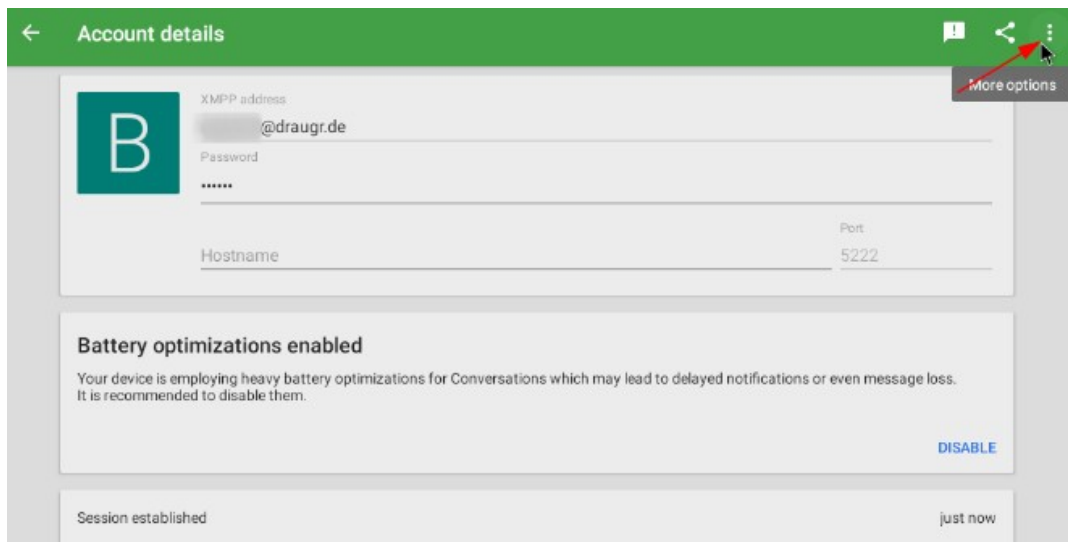 Account details
More options
B
XMPP address
@draugr.de
Password
••••••
Port
Hostname
5222
Battery optimizations enabled
Your device is employing heavy battery optimizations for Conversations which may lead to delayed notifications or even message loss.
It is recommended to disable them.
DISABLE
Session established
just now